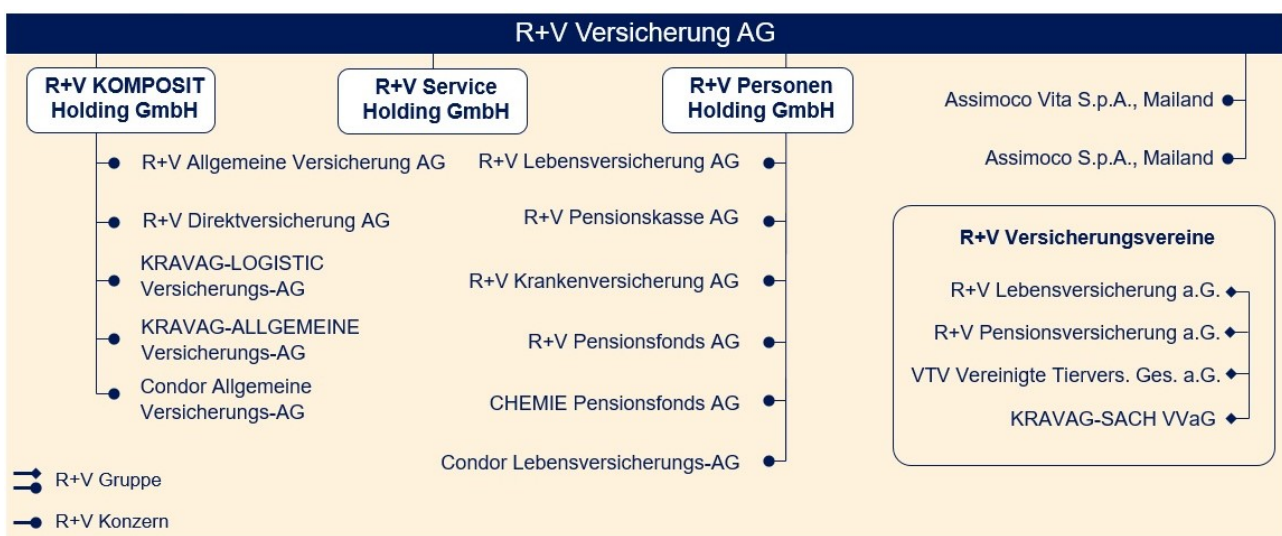 R+V Versicherung AG
R+V KOMPOSIT
Holding GmbH
R+V Allgemeine Versicherung AG
R+V Direktversicherung AG
KRAVAG-LOGISTIC
Versicherungs-AG
KRAVAG-ALLGEMEINE
Versicherungs-AG
Condor Allgemeine
Versicherungs-AG
R+V Service
Holding GmbH
R+V Personen
Holding GmbH
R+V Lebensversicherung AG
R+V Pensionskasse AG
R+V Krankenversicherung AG
R+V Pensionsfonds AG
CHEMIE Pensionsfonds AG
Condor Lebensversicherungs-AG
Assimoco Vita S.p.A., Mailand
Assimoco S.p.A., Mailand
R+V Versicherungsvereine
R+V Lebensversicherung a.G.
R+V Pensionsversicherung a.G.
VTV Vereinigte Tiervers. Ges. a.G.
KRAVAG-SACH VVaG
R+V Gruppe
R+V Konzern